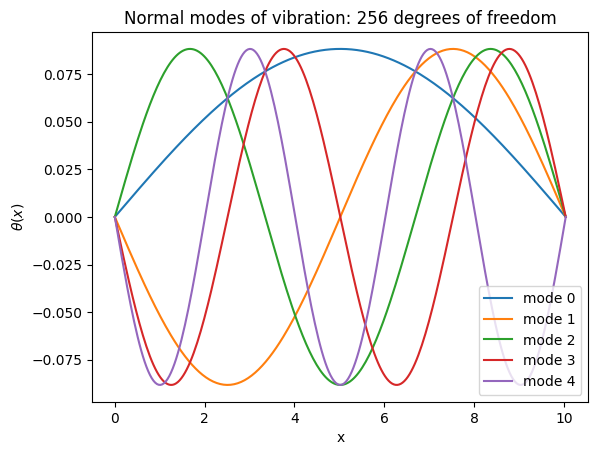 Normal modes of vibration: 256 degrees of freedom
0.075
0.050
0.025
0.000
−0.025
−0.050
−0.075
θ(x)
0 2 4 6 8 10
x
mode 0
mode 1
mode 2
mode 3
mode 4